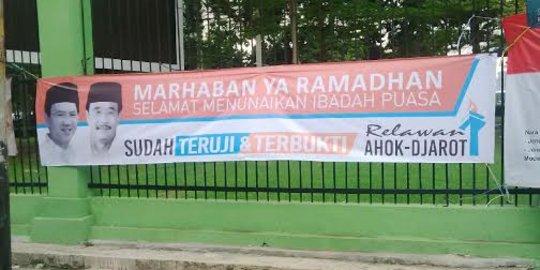 MARHABAN YA RAMADHAN
SELAMAT MENUNAIKAN IBADAH PUASA
SUDAH TERUJI & TERBUKTI
Relawan
AHOK-DJAROT